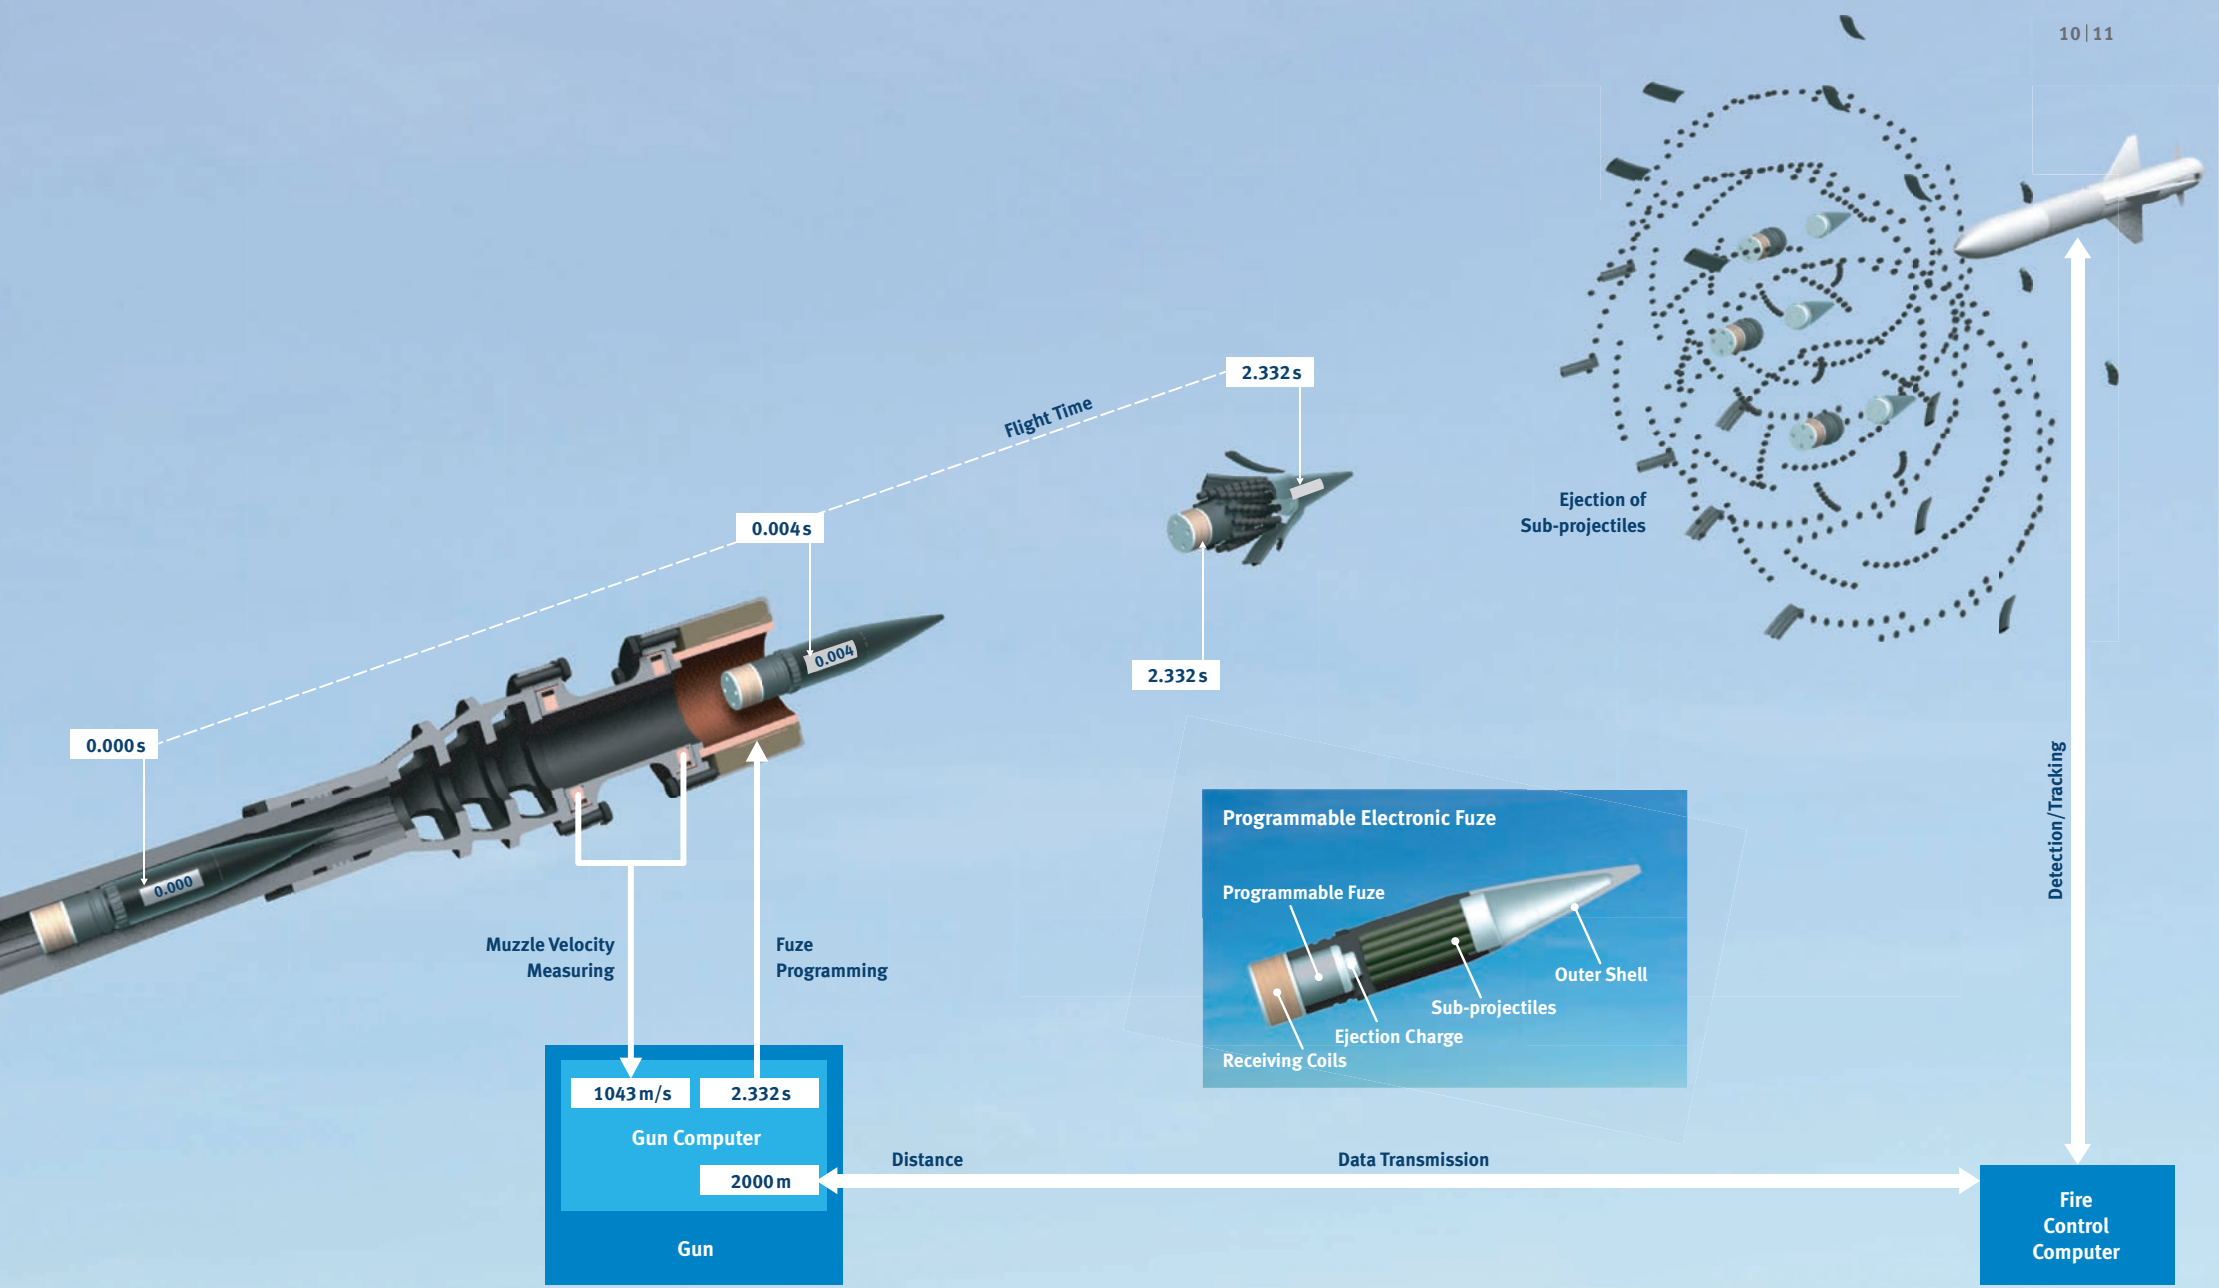 10|11
2.332 s
Flight Time
0.004 s
Ejection of
Sub-projectiles
0.004
2.332 s
0.000 s
0.000
Programmable Electronic Fuze
Programmable Fuze
Outer Shell
Sub-projectiles
Ejection Charge
Receiving Coils
Detection/Tracking
Muzzle Velocity
Measuring
Fuze
Programming
1043 m/s
2.332 s
Gun Computer
2000 m
Gun
Distance
Data Transmission
Fire
Control
Computer